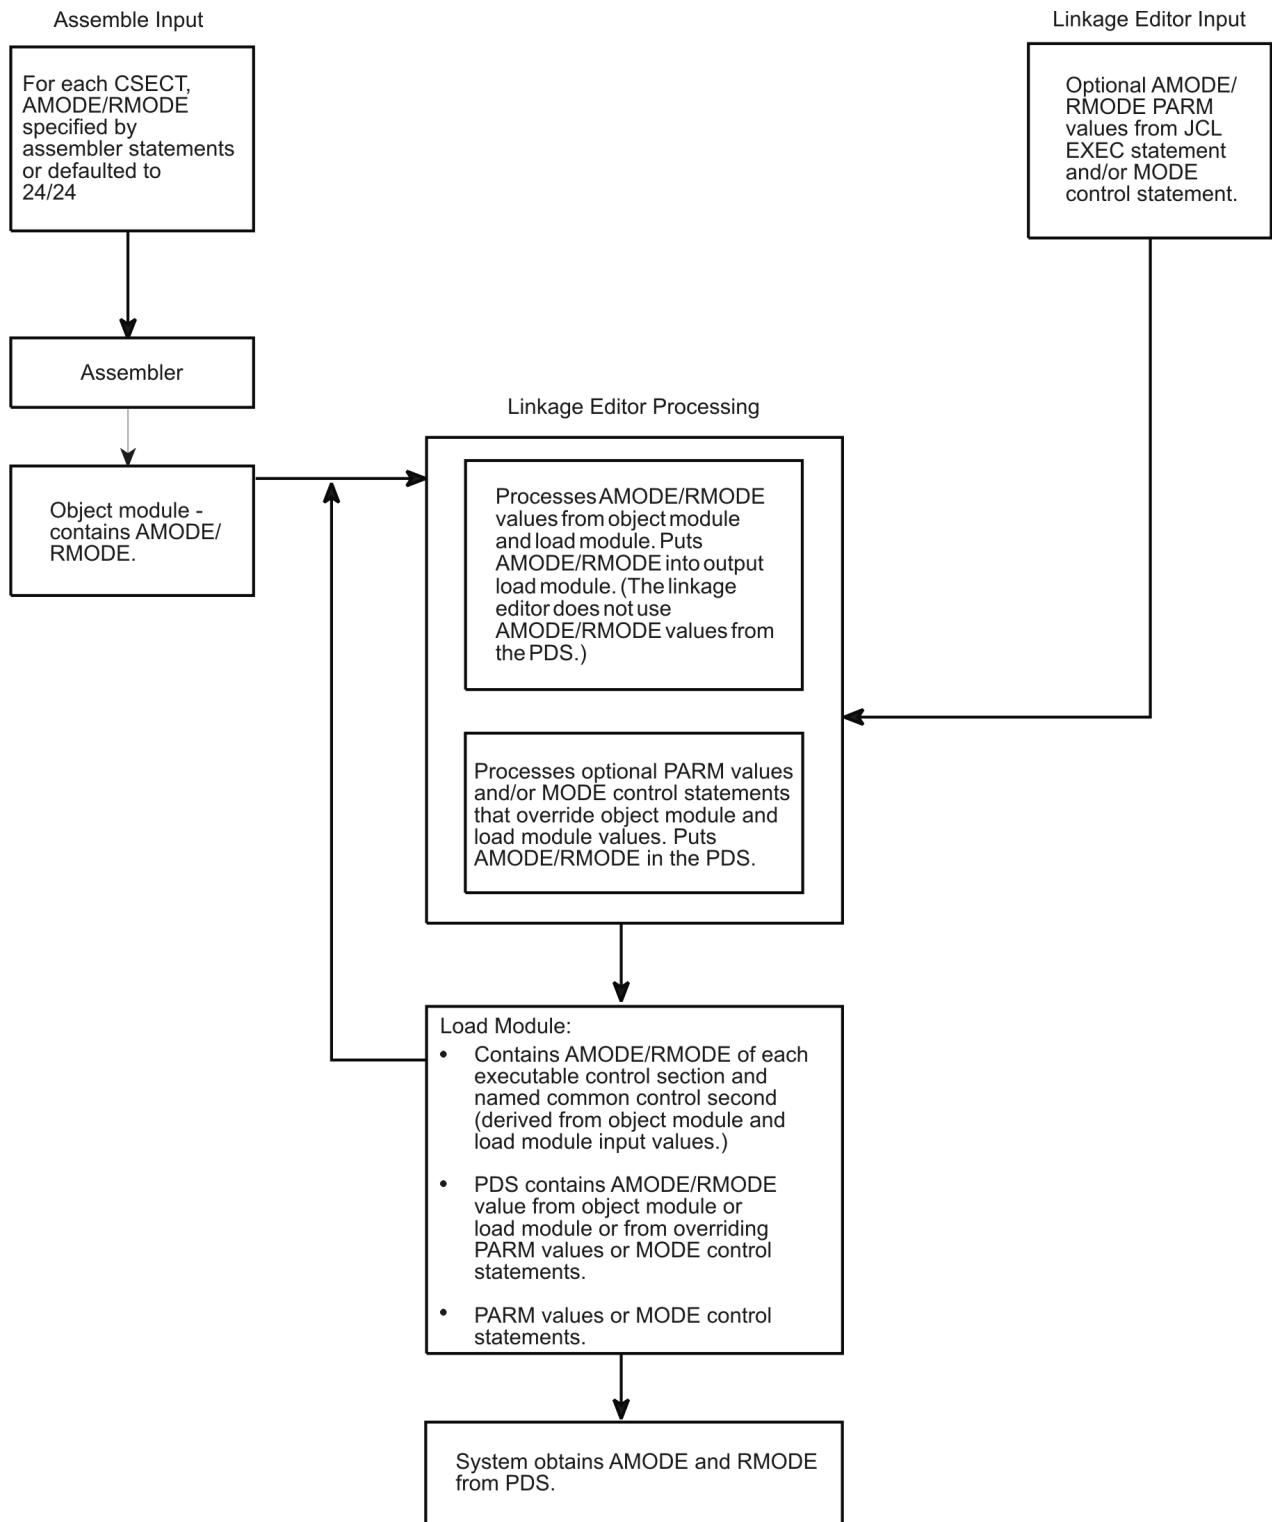 Assemble Input
For each CSECT,
AMODE/RMODE
specified by
assembler statements
or defaulted to
24/24
Linkage Editor Input
Optional AMODE/
RMODE PARM
values from JCL
EXEC statement
and/or MODE
control statement.
Assembler
Object module -
contains AMODE/
RMODE.
Linkage Editor Processing
Processes AMODE/RMODE
values from object module
and load module. Puts
AMODE/RMODE into output
load module. (The linkage
editor does not use
AMODE/RMODE values from
the PDS.)
Processes optional PARM values
and/or MODE control statements
that override object module and
load module values. Puts
AMODE/RMODE in the PDS.
Load Module:
• Contains AMODE/RMODE of each
executable control section and
named common control second
(derived from object module and
load module input values.)
• PDS contains AMODE/RMODE
value from object module or
load module or from overriding
PARM values or MODE control
statements.
• PARM values or MODE control
statements.
System obtains AMODE and RMODE
from PDS.